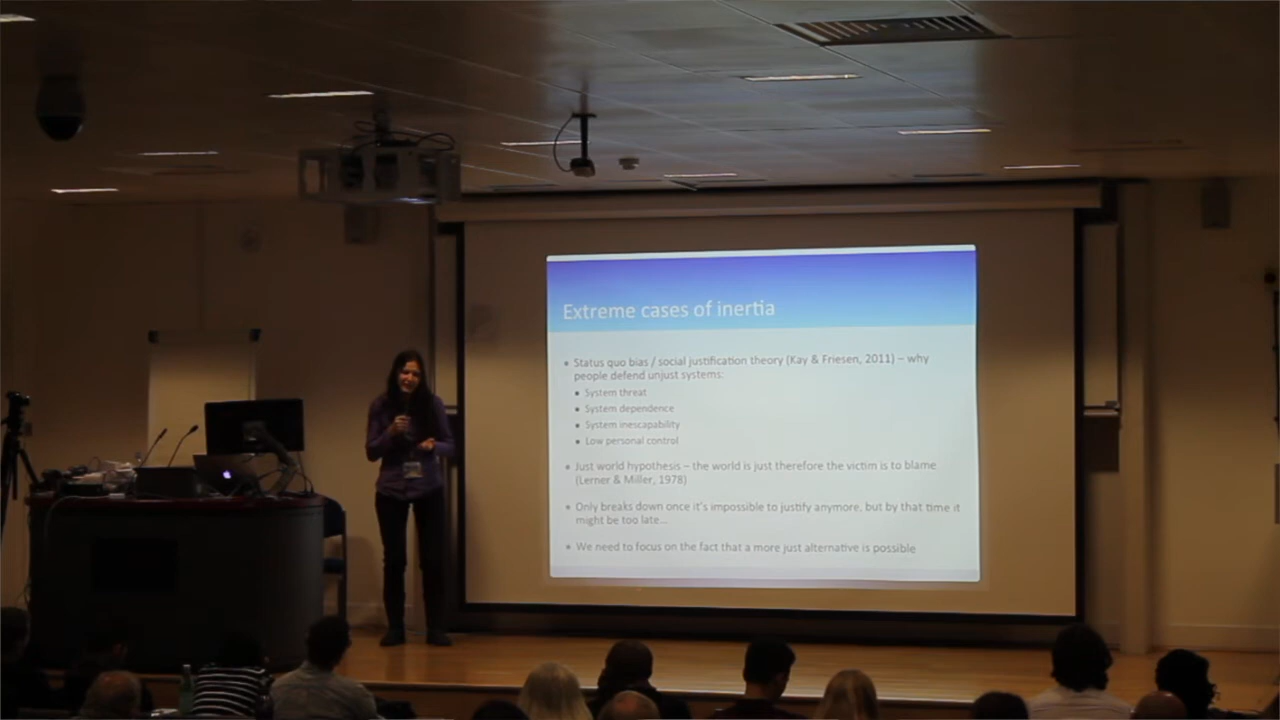 Extreme cases of inertia
• Status quo bias / social justification theory (Kay & Friesen, 2011) – why
people defend unjust systems:
• System threat
• System dependence
• System inescapability
• Low personal control
• Just world hypothesis – the world is just therefore the victim is to blame
(Lerner & Miller, 1978)
• Only breaks down once it's impossible to justify anymore, but by that time it
might be too late...
• We need to focus on the fact that a more just alternative is possible